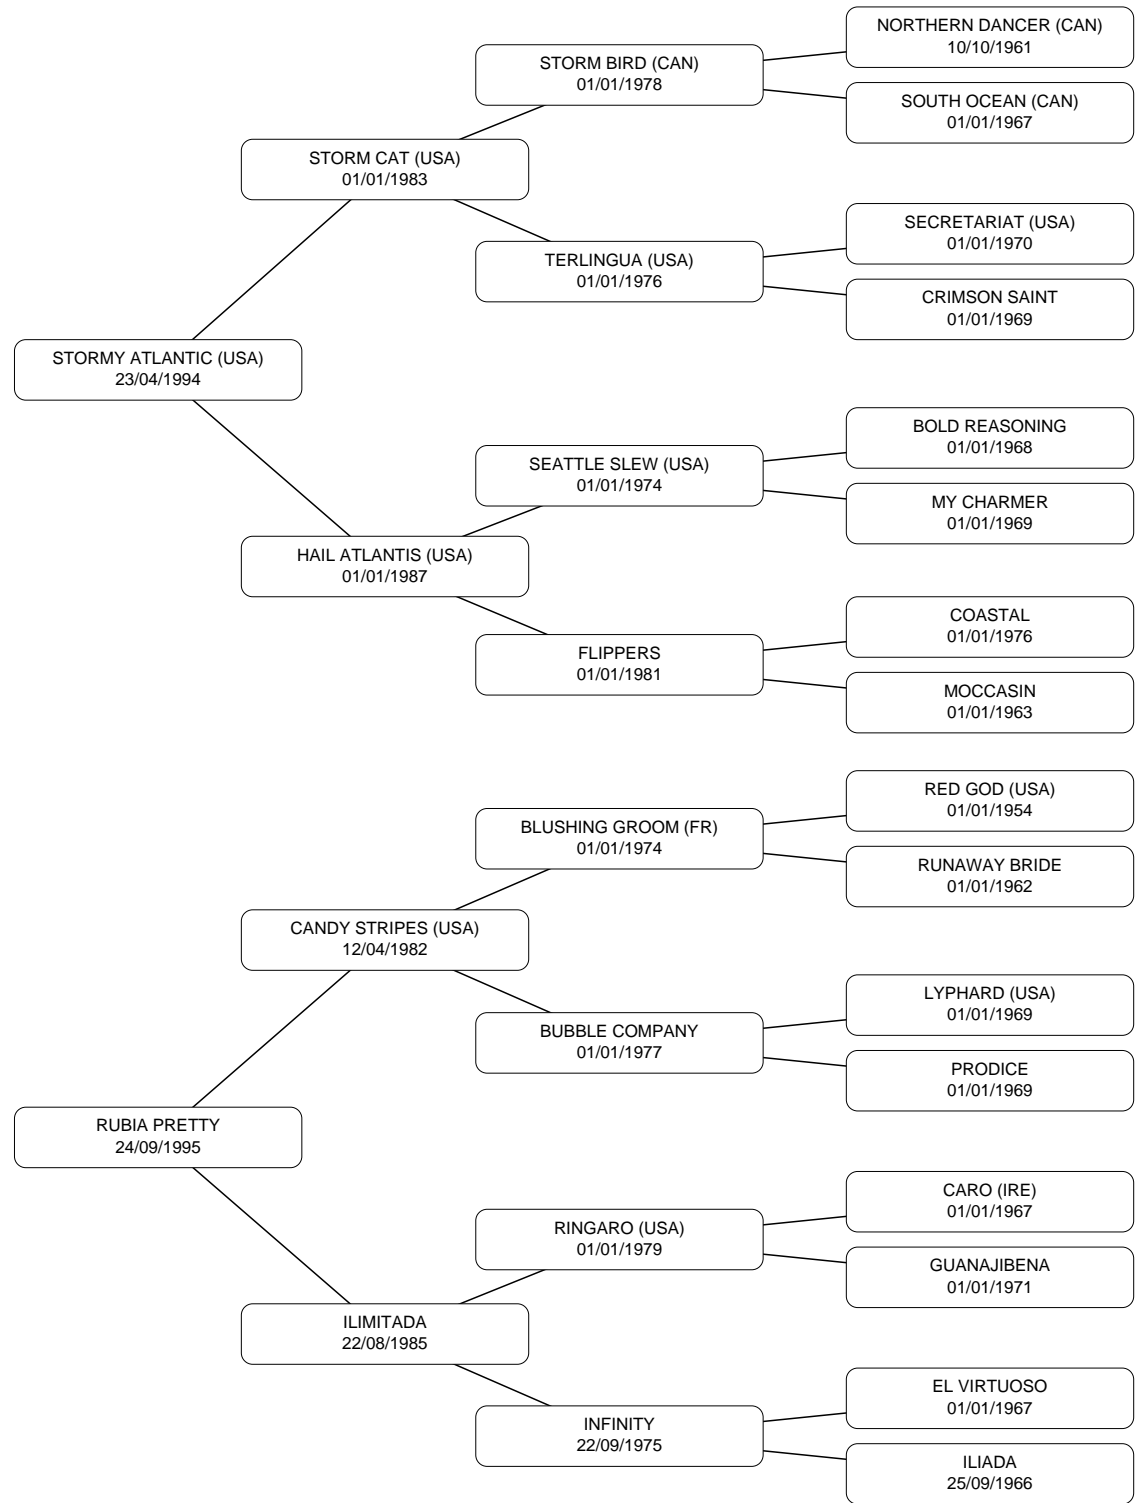 NORTHERN DANCER (CAN)
10/10/1961
STORM BIRD (CAN)
01/01/1978
SOUTH OCEAN (CAN)
01/01/1967
STORM CAT (USA)
01/01/1983
SECRETARIAT (USA)
01/01/1970
TERLINGUA (USA)
01/01/1976
CRIMSON SAINT
01/01/1969
STORMY ATLANTIC (USA)
23/04/1994
BOLD REASONING
01/01/1968
SEATTLE SLEW (USA)
01/01/1974
MY CHARMER
01/01/1969
HAIL ATLANTIS (USA)
01/01/1987
COASTAL
01/01/1976
FLIPPERS
01/01/1981
MOCCASIN
01/01/1963
RED GOD (USA)
01/01/1954
BLUSHING GROOM (FR)
01/01/1974
RUNAWAY BRIDE
01/01/1962
CANDY STRIPES (USA)
12/04/1982
LYPHARD (USA)
01/01/1969
BUBBLE COMPANY
01/01/1977
PRODICE
01/01/1969
RUBIA PRETTY
24/09/1995
CARO (IRE)
01/01/1967
RINGARO (USA)
01/01/1979
GUANAJIBENA
01/01/1971
ILIMITADA
22/08/1985
EL VIRTUOSO
01/01/1967
INFINITY
22/09/1975
ILIADA
25/09/1966